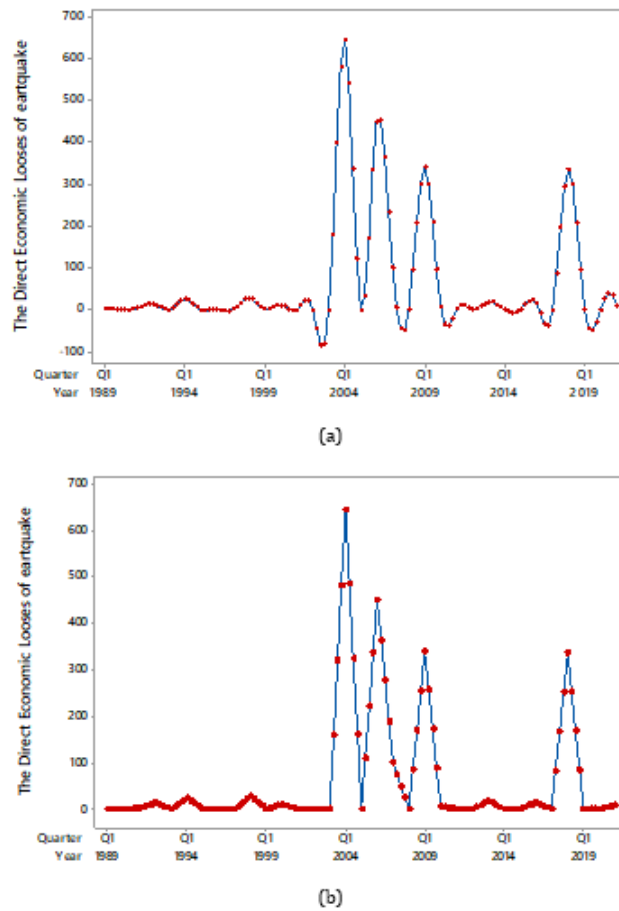 The Direct Economic Looses of eartquake
700
600
500
400
300
200
100
0
-100
Quarter Q1 Q1 Q1 Q1 Q1 Q1 Q1
Year 1989 1994 1999 2004 2009 2014 2019
(a)
The Direct Economic Looses of eartquake
700
600
500
400
300
200
100
0
Quarter Q1 Q1 Q1 Q1 Q1 Q1 Q1
Year 1989 1994 1999 2004 2009 2014 2019
(b)